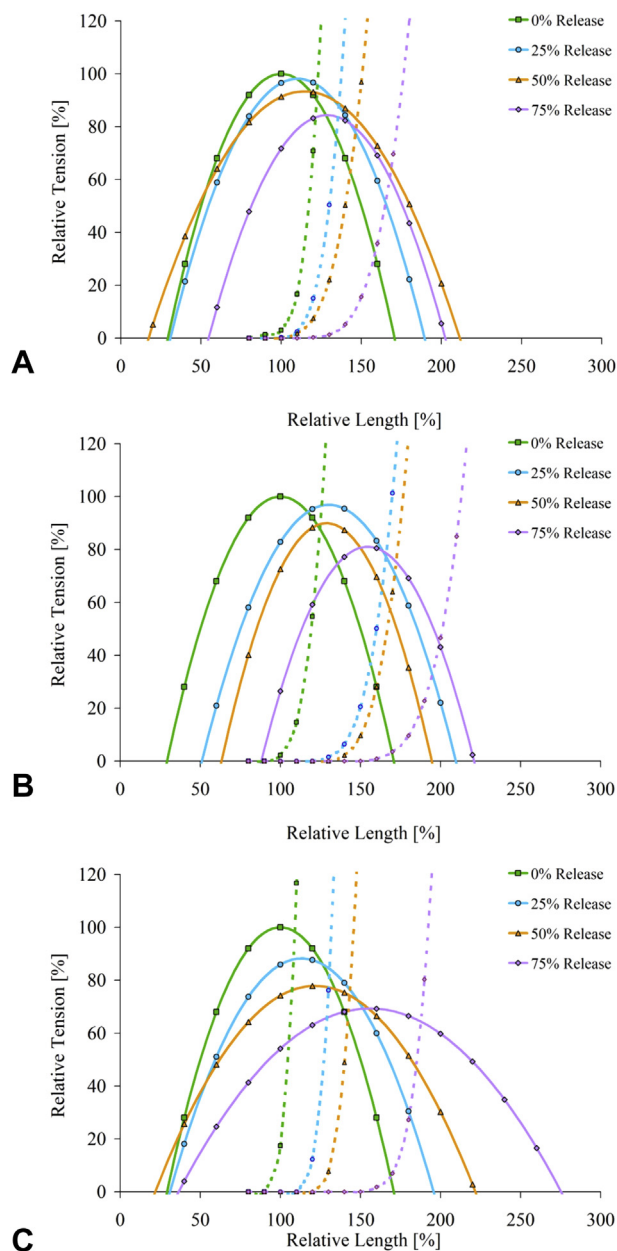 120
100
80
60
40
20
0
Relative Tension [%]
0% Release
25% Release
50% Release
75% Release
0 50 100 150 200 250 300
A
Relative Length [%]
120
100
80
60
40
20
0
Relative Tension [%]
0% Release
25% Release
50% Release
75% Release
0 50 100 150 200 250 300
B
Relative Length [%]
120
100
80
60
40
20
0
Relative Tension [%]
0% Release
25% Release
50% Release
75% Release
0 50 100 150 200 250 300
C
Relative Length [%]